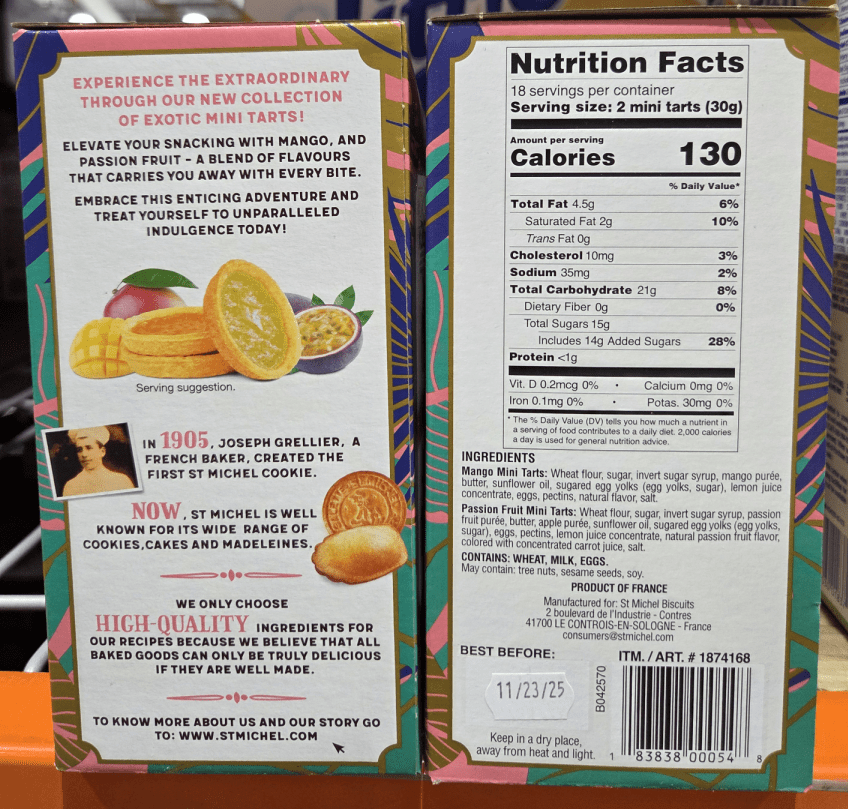 EXPERIENCE THE EXTRAORDINARY
THROUGH OUR NEW COLLECTION
OF EXOTIC MINI TARTS!
ELEVATE YOUR SNACKING WITH MANGO, AND
PASSION FRUIT - A BLEND OF FLAVOURS
THAT CARRIES YOU AWAY WITH EVERY BITE.
EMBRACE THIS ENTICING ADVENTURE AND
TREAT YOURSELF TO UNPARALLELED
INDULGENCE TODAY!
Serving suggestion.
IN 1905, JOSEPH GRELLIER, A
FRENCH BAKER, CREATED THE
FIRST ST MICHEL COOKIE.
NOW, ST MICHEL IS WELL
KNOWN FOR ITS WIDE RANGE OF
COOKIES,CAKES AND MADELEINES.
WE ONLY CHOOSE
HIGH-QUALITY INGREDIENTS FOR
OUR RECIPES BECAUSE WE BELIEVE THAT ALL
BAKED GOODS CAN ONLY BE TRULY DELICIOUS
IF THEY ARE WELL MADE.
TO KNOW MORE ABOUT US AND OUR STORY GO
TO: WWW.STMICHEL.COM
Nutrition Facts
18 servings per container
Serving size: 2 mini tarts (30g)
Amount per serving
Calories 130
% Daily Value*
Total Fat 4.5g 6%
Saturated Fat 2g 10%
Trans Fat 0g
Cholesterol 10mg 3%
Sodium 35mg 2%
Total Carbohydrate 21g 8%
Dietary Fiber 0g 0%
Total Sugars 15g
Includes 14g Added Sugars 28%
Protein <1g
Vit. D 0.2mcg 0% • Calcium 0mg 0%
Iron 0.1mg 0% • Potas. 30mg 0%
* The % Daily Value (DV) tells you how much a nutrient in
a serving of food contributes to a daily diet. 2,000 calories
a day is used for general nutrition advice.
INGREDIENTS
Mango Mini Tarts: Wheat flour, sugar, invert sugar syrup, mango purée,
butter, sunflower oil, sugared egg yolks (egg yolks, sugar), lemon juice
concentrate, eggs, pectins, natural flavor, salt.
Passion Fruit Mini Tarts: Wheat flour, sugar, invert sugar syrup, passion
fruit purée, butter, apple purée, sunflower oil, sugared egg yolks (egg yolks,
sugar), eggs, pectins, lemon juice concentrate, natural passion fruit flavor,
colored with concentrated carrot juice, salt.
CONTAINS: WHEAT, MILK, EGGS.
May contain: tree nuts, sesame seeds, soy.
PRODUCT OF FRANCE
Manufactured for: St Michel Biscuits
2 boulevard de l'Industrie - Contres
41700 LE CONTROIS-EN-SOLOGNE - France
consumers@stmichel.com
BEST BEFORE:
11/23/25
Keep in a dry place,
away from heat and light.
B042570
ITM. / ART. # 1874168
1 83838 00054 8